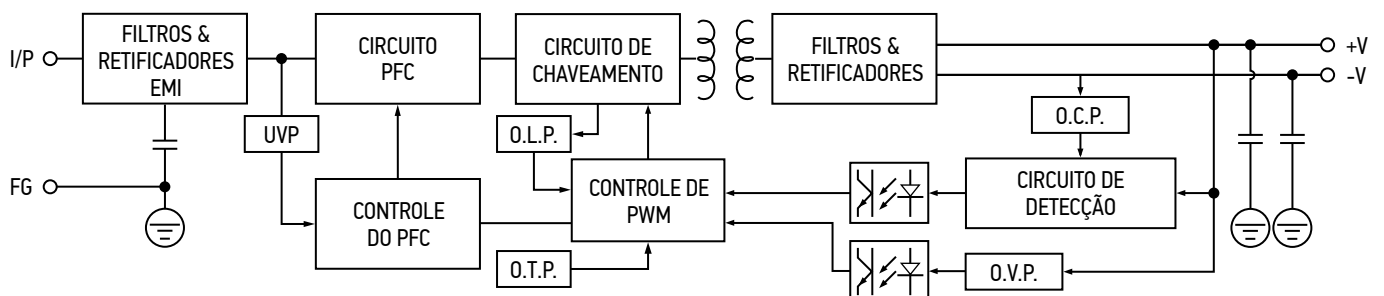 I/P
FILTROS &
RETIFICADORES
EMI
CIRCUITO
PFC
CIRCUITO DE
CHAVEAMENTO
FILTROS &
RETIFICADORES
+V
-V
UVP
O.L.P.
O.C.P.
FG
CONTROLE
DO PFC
CONTROLE DE
PWM
CIRCUITO DE
DETECÇÃO
O.T.P.
O.V.P.